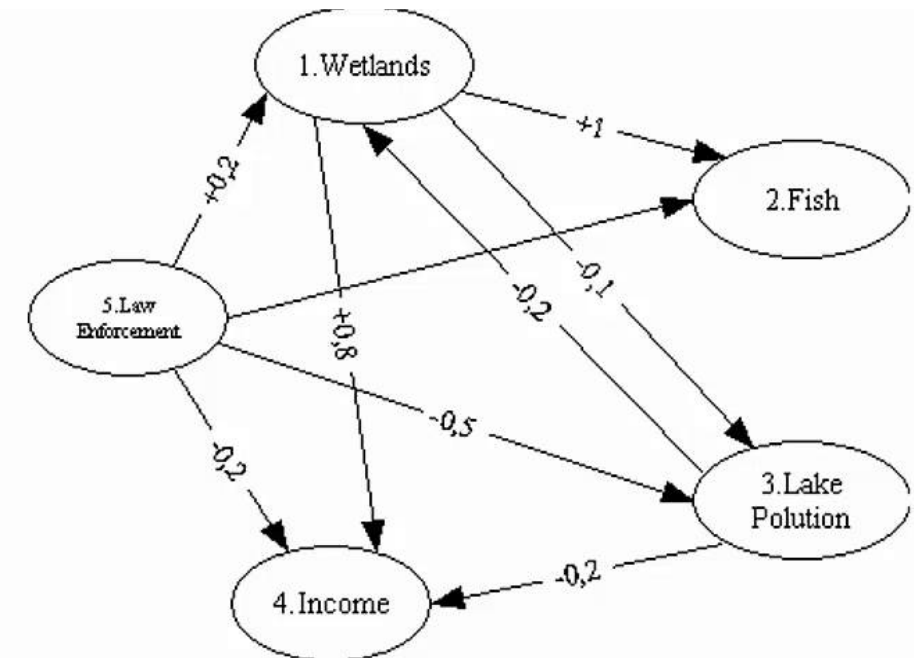 1.Wetlands
+1
+0,2
2.Fish
-0,1
-0,2
5.Law
Enforcement
+0,8
-0,5
-0,2
3.Lake
Polution
-0,2
4.Income